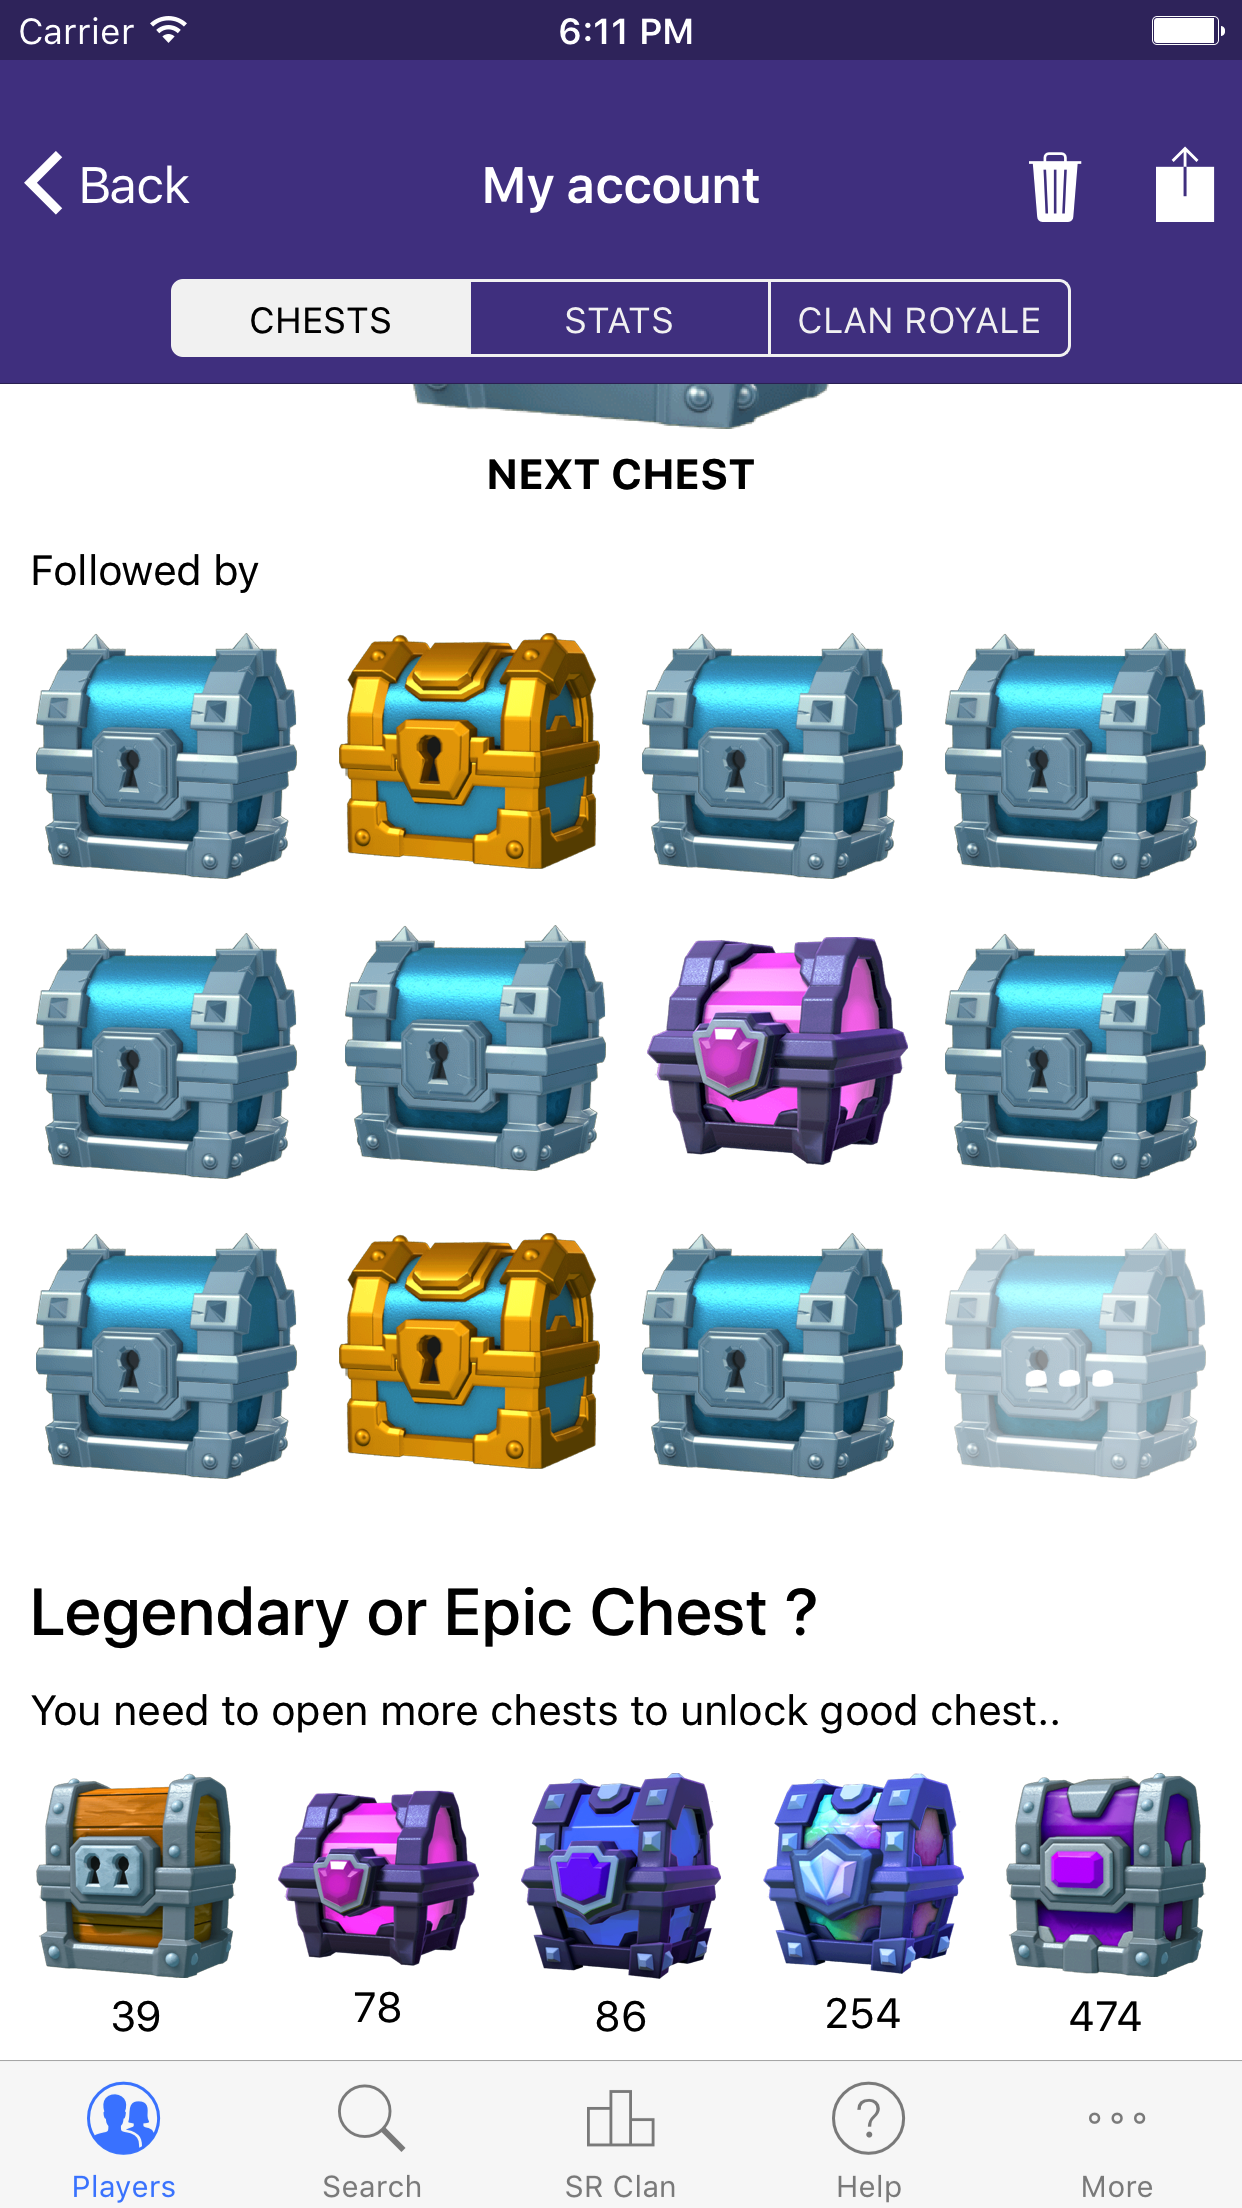 Carrier 6:11 PM
Back My account
CHESTS STATS CLAN ROYALE
NEXT CHEST
Followed by
Legendary or Epic Chest ?
You need to open more chests to unlock good chest..
39 78 86 254 474
Players Search SR Clan Help More